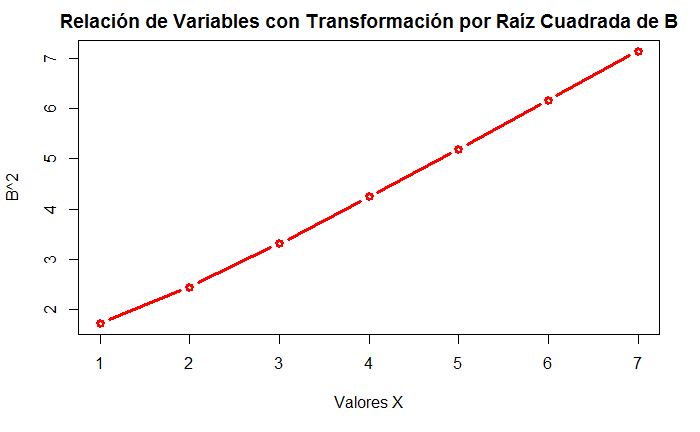 Relación de Variables con Transformación por Raíz Cuadrada de B
7
6
5
4
3
2
B^2
1 2 3 4 5 6 7
Valores X